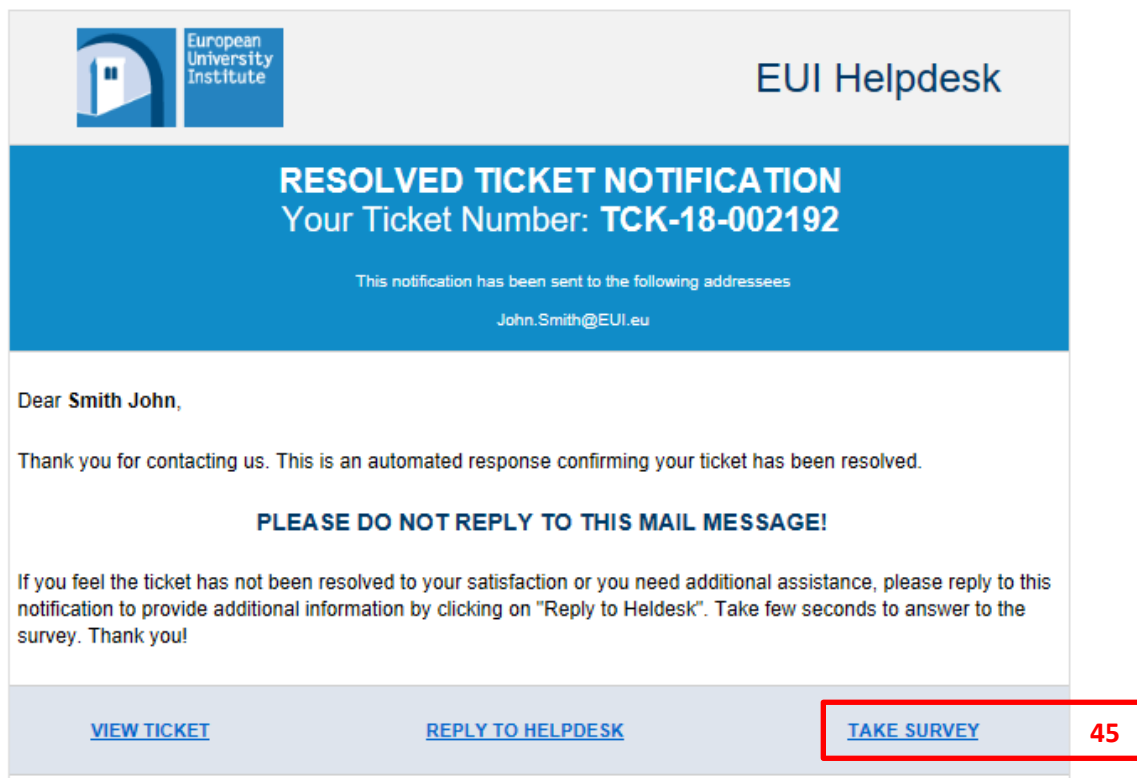 European
University
Institute
EUI Helpdesk
RESOLVED TICKET NOTIFICATION
Your Ticket Number: TCK-18-002192
This notification has been sent to the following addressees
John.Smith@EUI.eu
Dear Smith John,
Thank you for contacting us. This is an automated response confirming your ticket has been resolved.
PLEASE DO NOT REPLY TO THIS MAIL MESSAGE!
If you feel the ticket has not been resolved to your satisfaction or you need additional assistance, please reply to this
notification to provide additional information by clicking on "Reply to Heldesk". Take few seconds to answer to the
survey. Thank you!
VIEW TICKET REPLY TO HELPDESK TAKE SURVEY 45